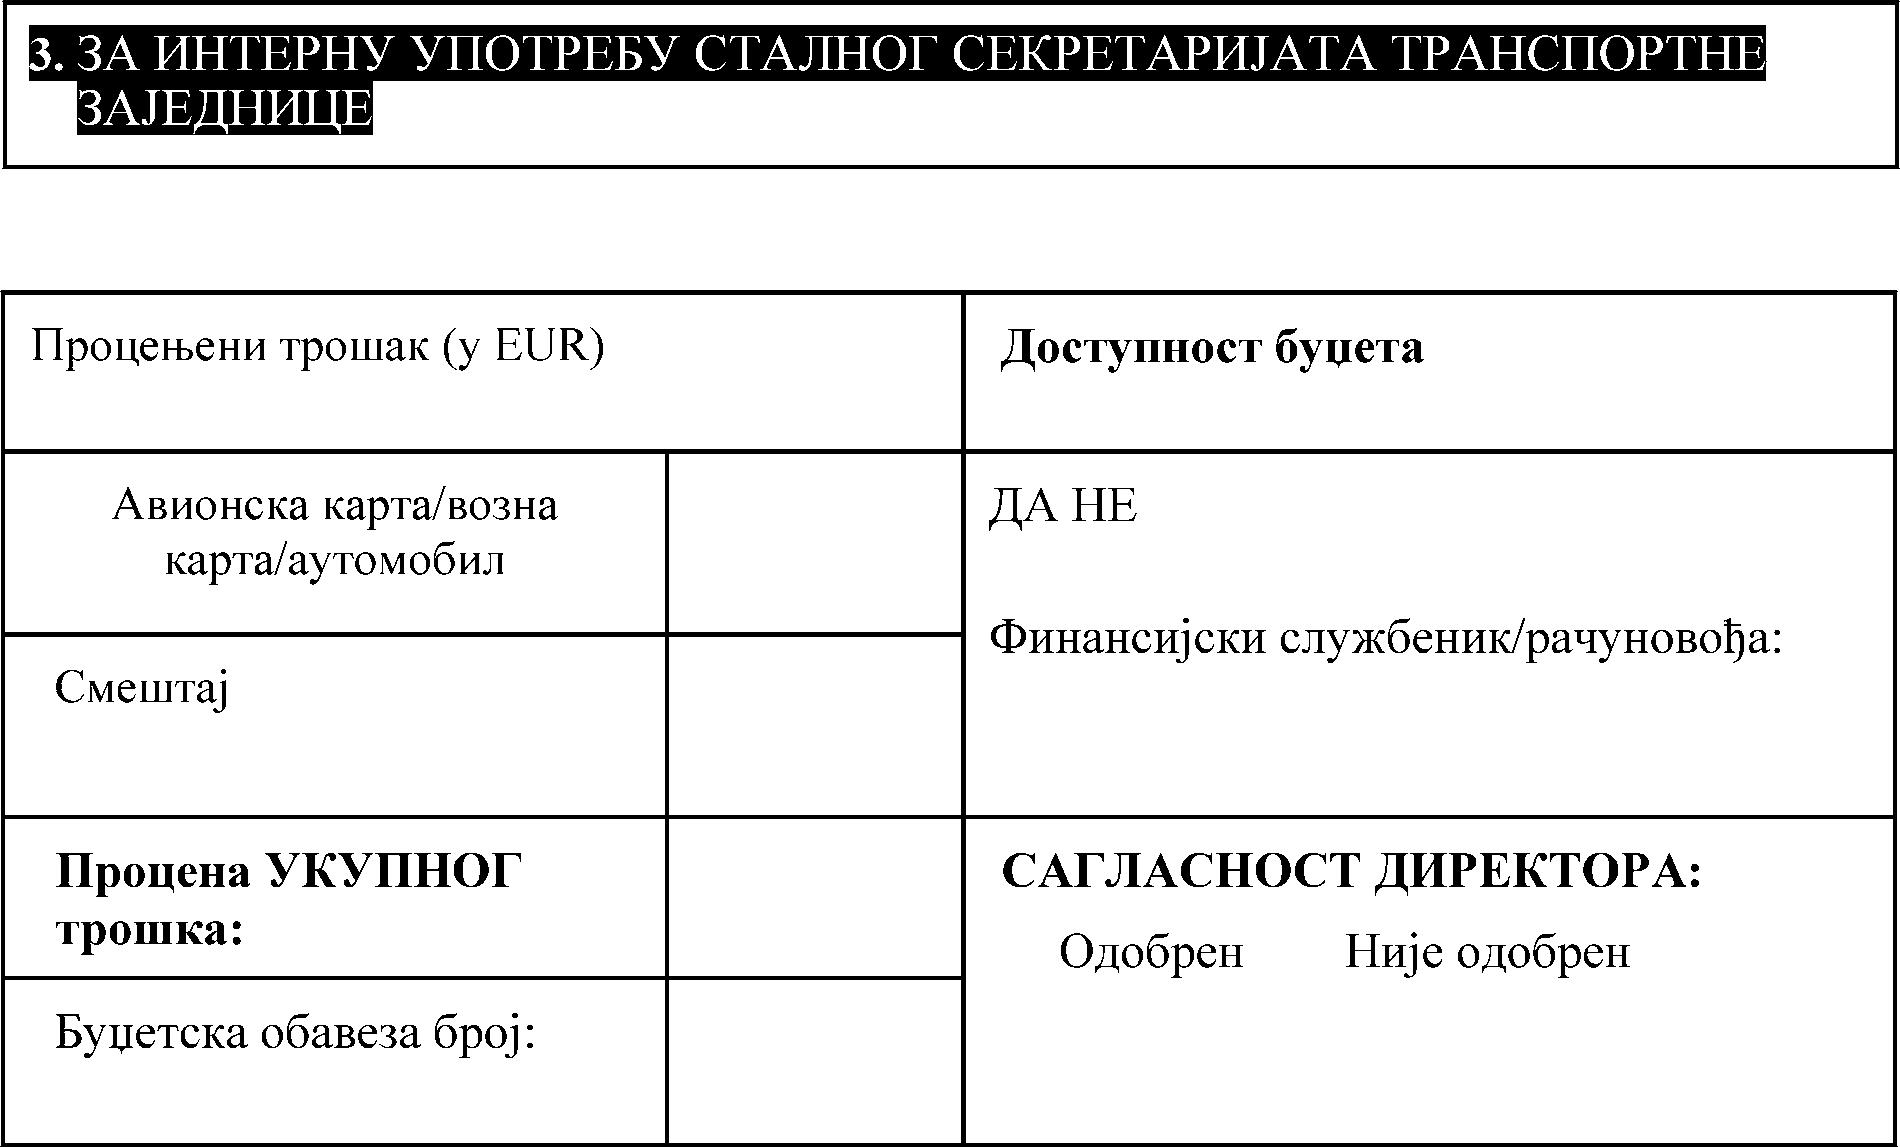 3. ЗА ИНТЕРНУ УПОТРЕБУ СТАЛНОГ СЕКРЕТАРИЈАТА ТРАНСПОРТНЕ
ЗАЈЕДНИЦЕ
Процењени трошак (у EUR)
Доступност буџета
Авионска карта/возна
карта/аутомобил
ДА НЕ
Финансијски службеник/рачуновођа:
Смештај
Процена УКУПНОГ
трошка:
САГЛАСНОСТ ДИРЕКТОРА:
Одобрен Није одобрен
Буџетска обавеза број: